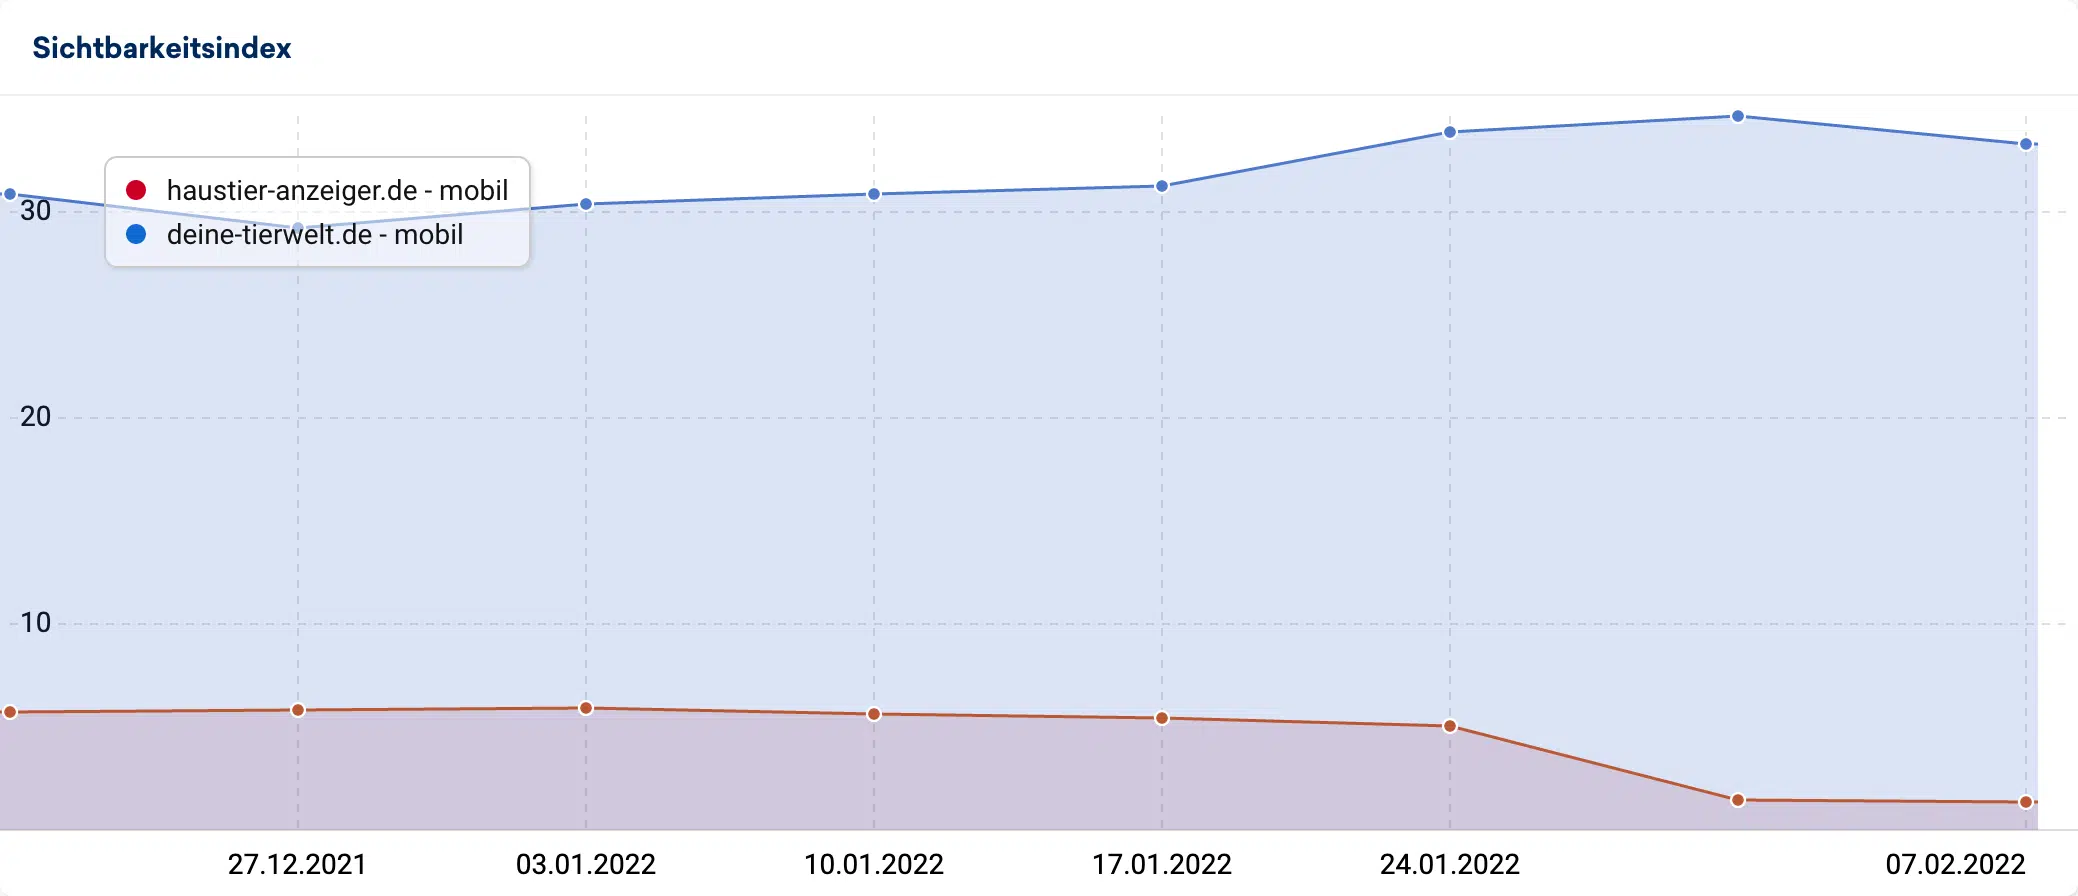 Sichtbarkeitsindex
haustier-anzeiger.de - mobil
deine-tierwelt.de - mobil
30
20
10
27.12.2021 03.01.2022 10.01.2022 17.01.2022 24.01.2022 07.02.2022